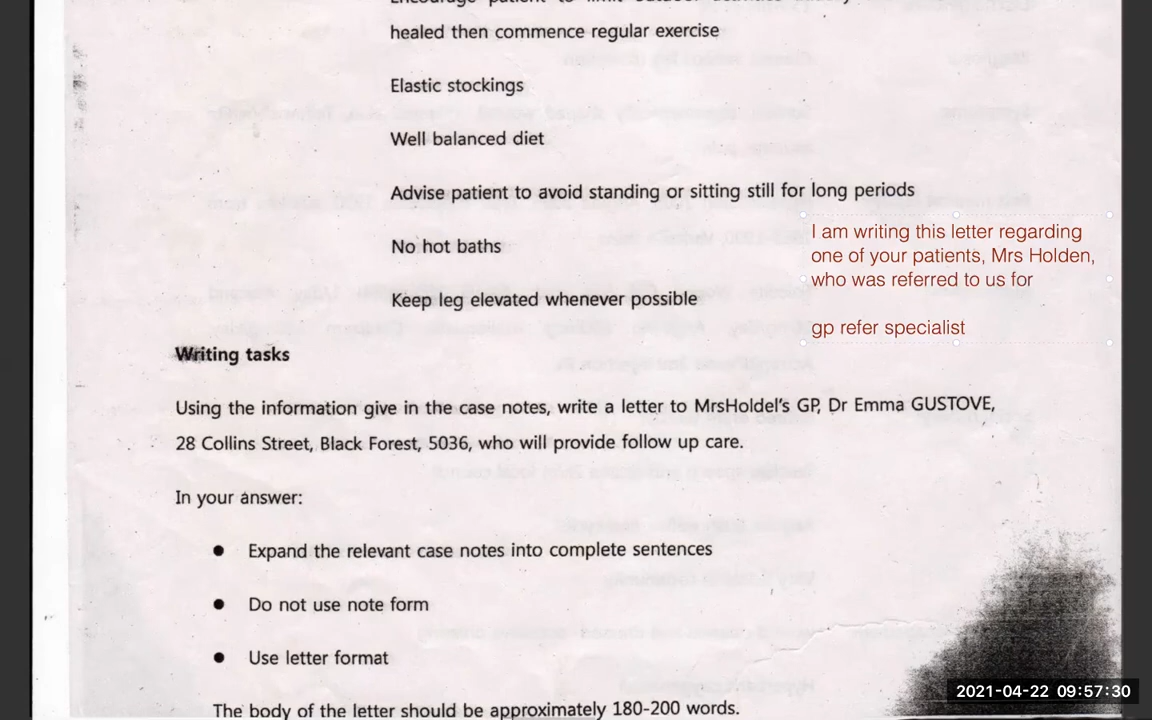 healed then commence regular exercise
Elastic stockings
Well balanced diet
Advise patient to avoid standing or sitting still for long periods
No hot baths
Keep leg elevated whenever possible
I am writing this letter regarding
one of your patients, Mrs Holden,
who was referred to us for
gp refer specialist
Writing tasks
Using the information give in the case notes, write a letter to MrsHoldel's GP, Dr Emma GUSTOVE,
28 Collins Street, Black Forest, 5036, who will provide follow up care.
In your answer:
● Expand the relevant case notes into complete sentences
● Do not use note form
● Use letter format
The body of the letter should be approximately 180-200 words.
2021-04-22 09:57:30